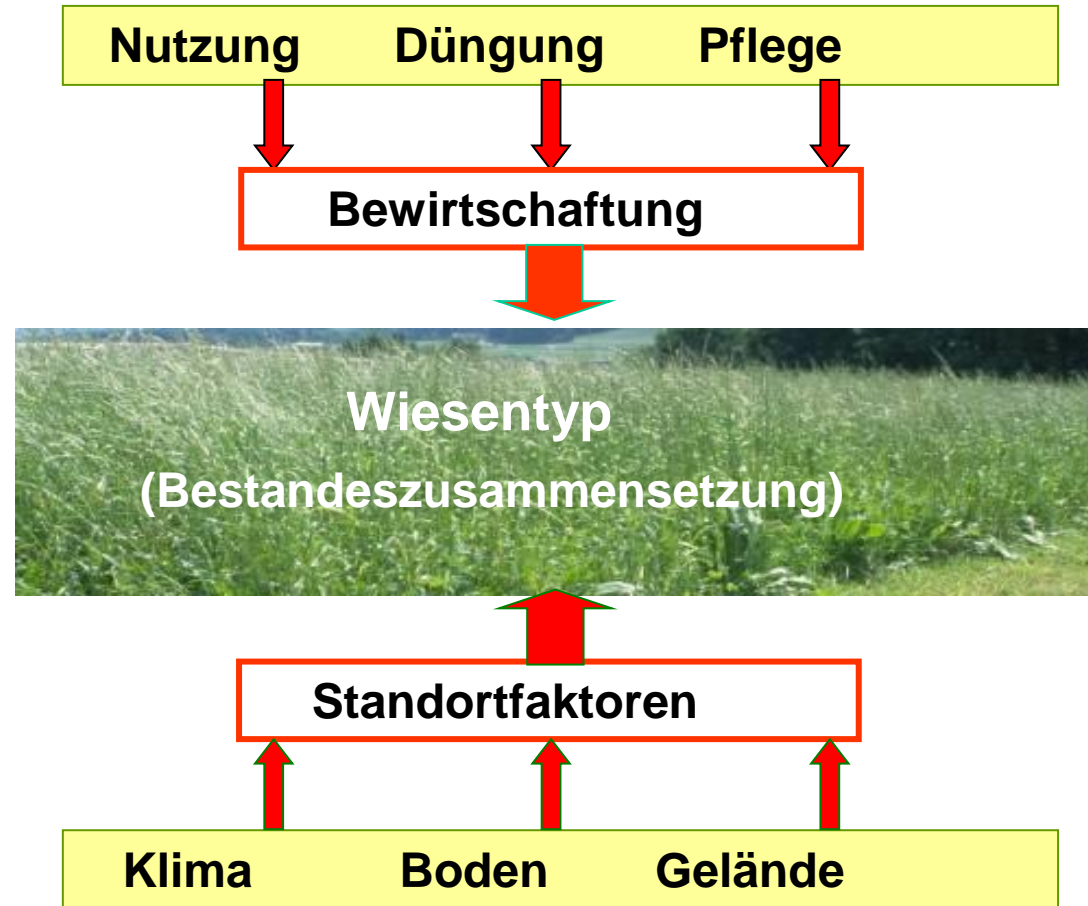 Nutzung Düngung Pflege
Bewirtschaftung
Wiesentyp
(Bestandeszusammensetzung)
Standortfaktoren
Klima Boden Gelände